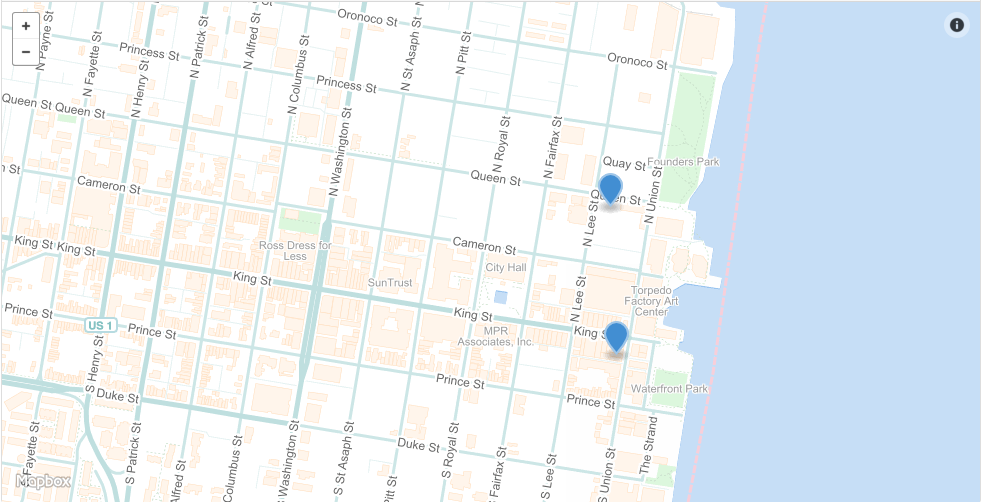 +
−
N Payne St
N Fayette St
N Henry St
N Patrick St
N Alfred St
N Columbus St
N Washington St
N St Asaph St
N Pitt St
N Royal St
N Fairfax St
Oronoco St
Oronoco St
Princess St
Princess St
Queen St
Queen St
Queen St
Quay St
Founders Park
N Union St
N Lee St
n St
Cameron St
Cameron St
King St
King St
King St
King St
Ross Dress for
Less
SunTrust
City Hall
N Lee St
Torpedo
Factory Art
Center
MPR
Associates, Inc.
King
US 1
Prince St
Prince St
Prince St
Prince St
Waterfront Park
S Henry St
Duke St
Duke St
S Patrick St
Fayette St
Alfred St
Columbus St
S Washington St
S St Asaph St
Pitt St
S Royal St
Fairfax St
S Lee St
S Union St
The Strand
Mapbox